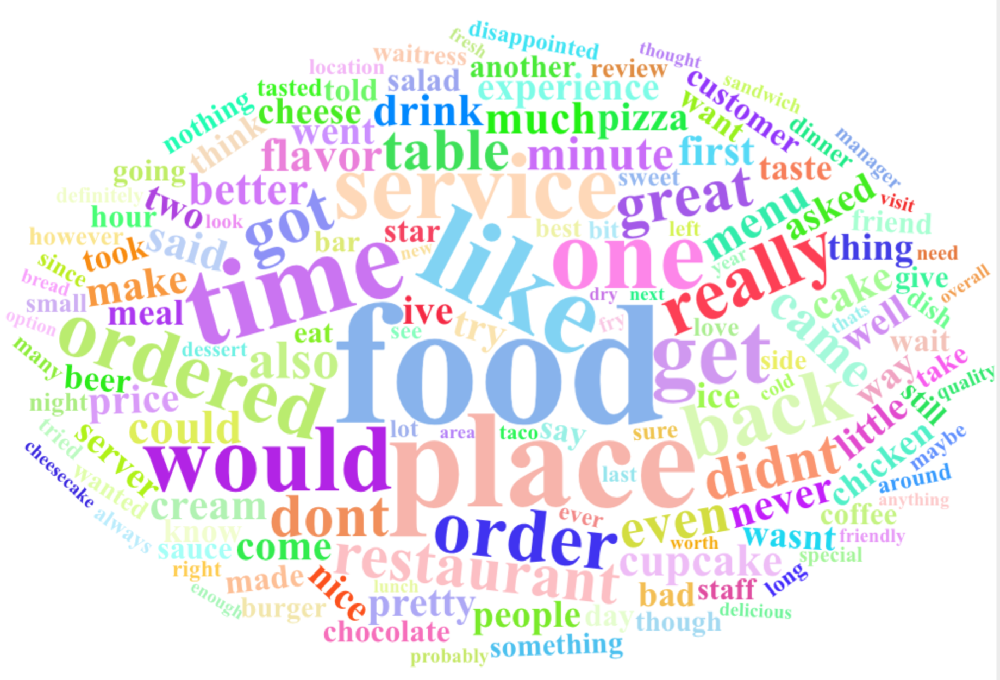 disappointed
fresh
thought
waitress
location
another
review
customer
sandwich
tasted
told
salad
experience
want
nothing
cheese
drink
much
pizza
dinner
manager
think
went
flavor
table
minute
first
taste
going
better
service
sweet
great
asked
visit
definitely
two
look
got
hour
star
like
best
bit
left
menu
friend
however
said
bar
new
one
really
thing
need
took
since
time
year
bread
make
dry
next
cake
give
overall
small
meal
ive
try
fry
came
thats
well
dish
option
ordered
eat
see
food
love
wait
many
dessert
also
get
side
way
take
beer
ice
cold
back
still
quality
night
price
could
lot
area
taco
say
sure
little
maybe
tried
server
would
place
last
didnt
chicken
around
cheesecake
wanted
cream
dont
ever
even
never
coffee
anything
always
know
order
worth
wasnt
friendly
sauce
come
restaurant
cupcake
special
right
made
nice
lunch
bad
staff
long
enough
burger
pretty
people
day
though
delicious
chocolate
something
probably